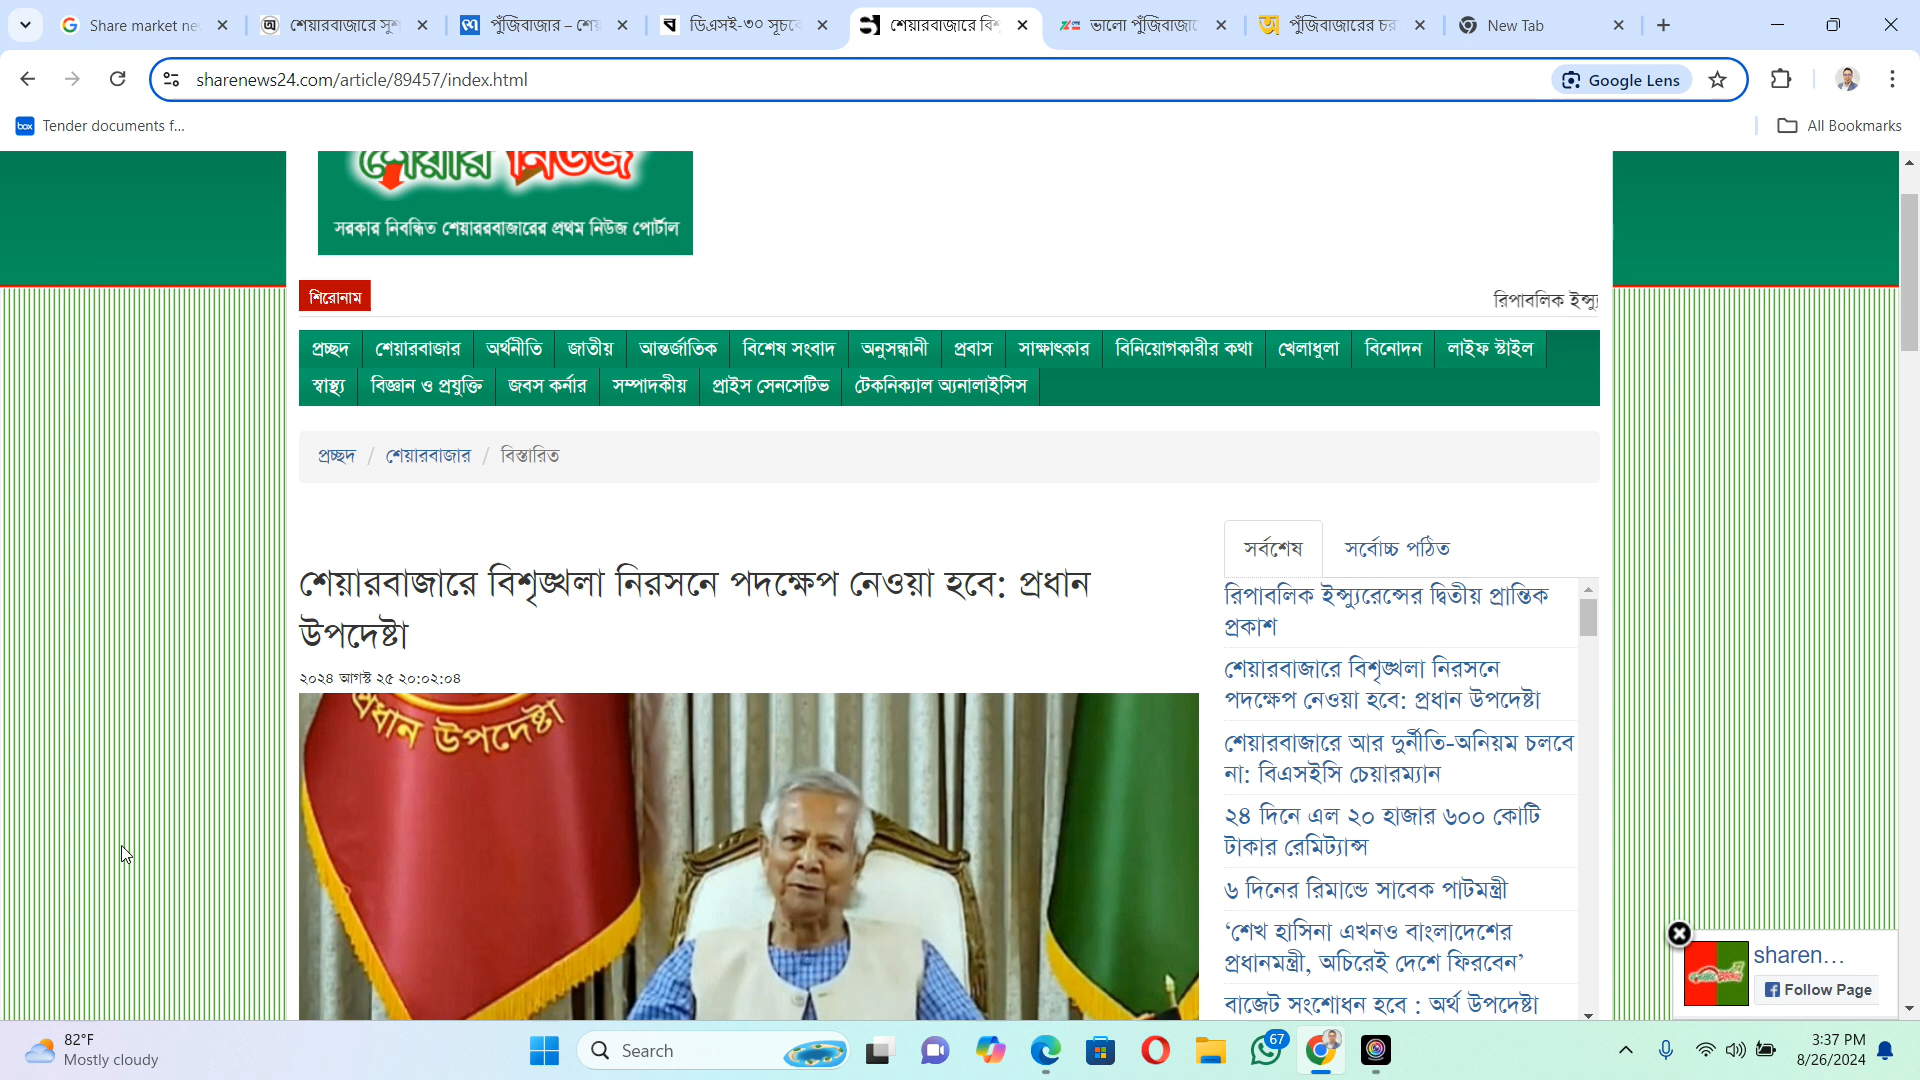 Share market ne
শেয়ারবাজারে সুশ
পুঁজিবাজার – শেয়
ডিএসই-৩০ সূচকে
শেয়ারবাজারে বিশৃ
ভালো পুঁজিবাজা
পুঁজিবাজারের চর
New Tab
sharenews24.com/article/89457/index.html
Google Lens
box
Tender documents f...
All Bookmarks
শেয়ার নিউজ
সরকার নিবন্ধিত শেয়ারবাজারের প্রথম নিউজ পোর্টাল
শিরোনাম
রিপাবলিক ইন্স্যু
প্রচ্ছদ শেয়ারবাজার অর্থনীতি জাতীয় আন্তর্জাতিক বিশেষ সংবাদ অনুসন্ধানী প্রবাস সাক্ষাৎকার বিনিয়োগকারীর কথা খেলাধুলা বিনোদন লাইফ স্টাইল
স্বাস্থ্য বিজ্ঞান ও প্রযুক্তি জবস কর্নার সম্পাদকীয় প্রাইস সেনসেটিভ টেকনিক্যাল অ্যনালাইসিস
প্রচ্ছদ / শেয়ারবাজার / বিস্তারিত
শেয়ারবাজারে বিশৃঙ্খলা নিরসনে পদক্ষেপ নেওয়া হবে: প্রধান
উপদেষ্টা
২০২৪ আগস্ট ২৫ ২০:০২:০৪
প্রধান উপদেষ্টা
সর্বশেষ
সর্বোচ্চ পঠিত
রিপাবলিক ইন্স্যুরেন্সের দ্বিতীয় প্রান্তিক
প্রকাশ
শেয়ারবাজারে বিশৃঙ্খলা নিরসনে
পদক্ষেপ নেওয়া হবে: প্রধান উপদেষ্টা
শেয়ারবাজারে আর দুর্নীতি-অনিয়ম চলবে
না: বিএসইসি চেয়ারম্যান
২৪ দিনে এল ২০ হাজার ৬০০ কোটি
টাকার রেমিট্যান্স
৬ দিনের রিমান্ডে সাবেক পাটমন্ত্রী
‘শেখ হাসিনা এখনও বাংলাদেশের
প্রধানমন্ত্রী, অচিরেই দেশে ফিরবেন’
বাজেট সংশোধন হবে : অর্থ উপদেষ্টা
sharen...
Follow Page
82°F
Mostly cloudy
Search
67
3:37 PM
8/26/2024